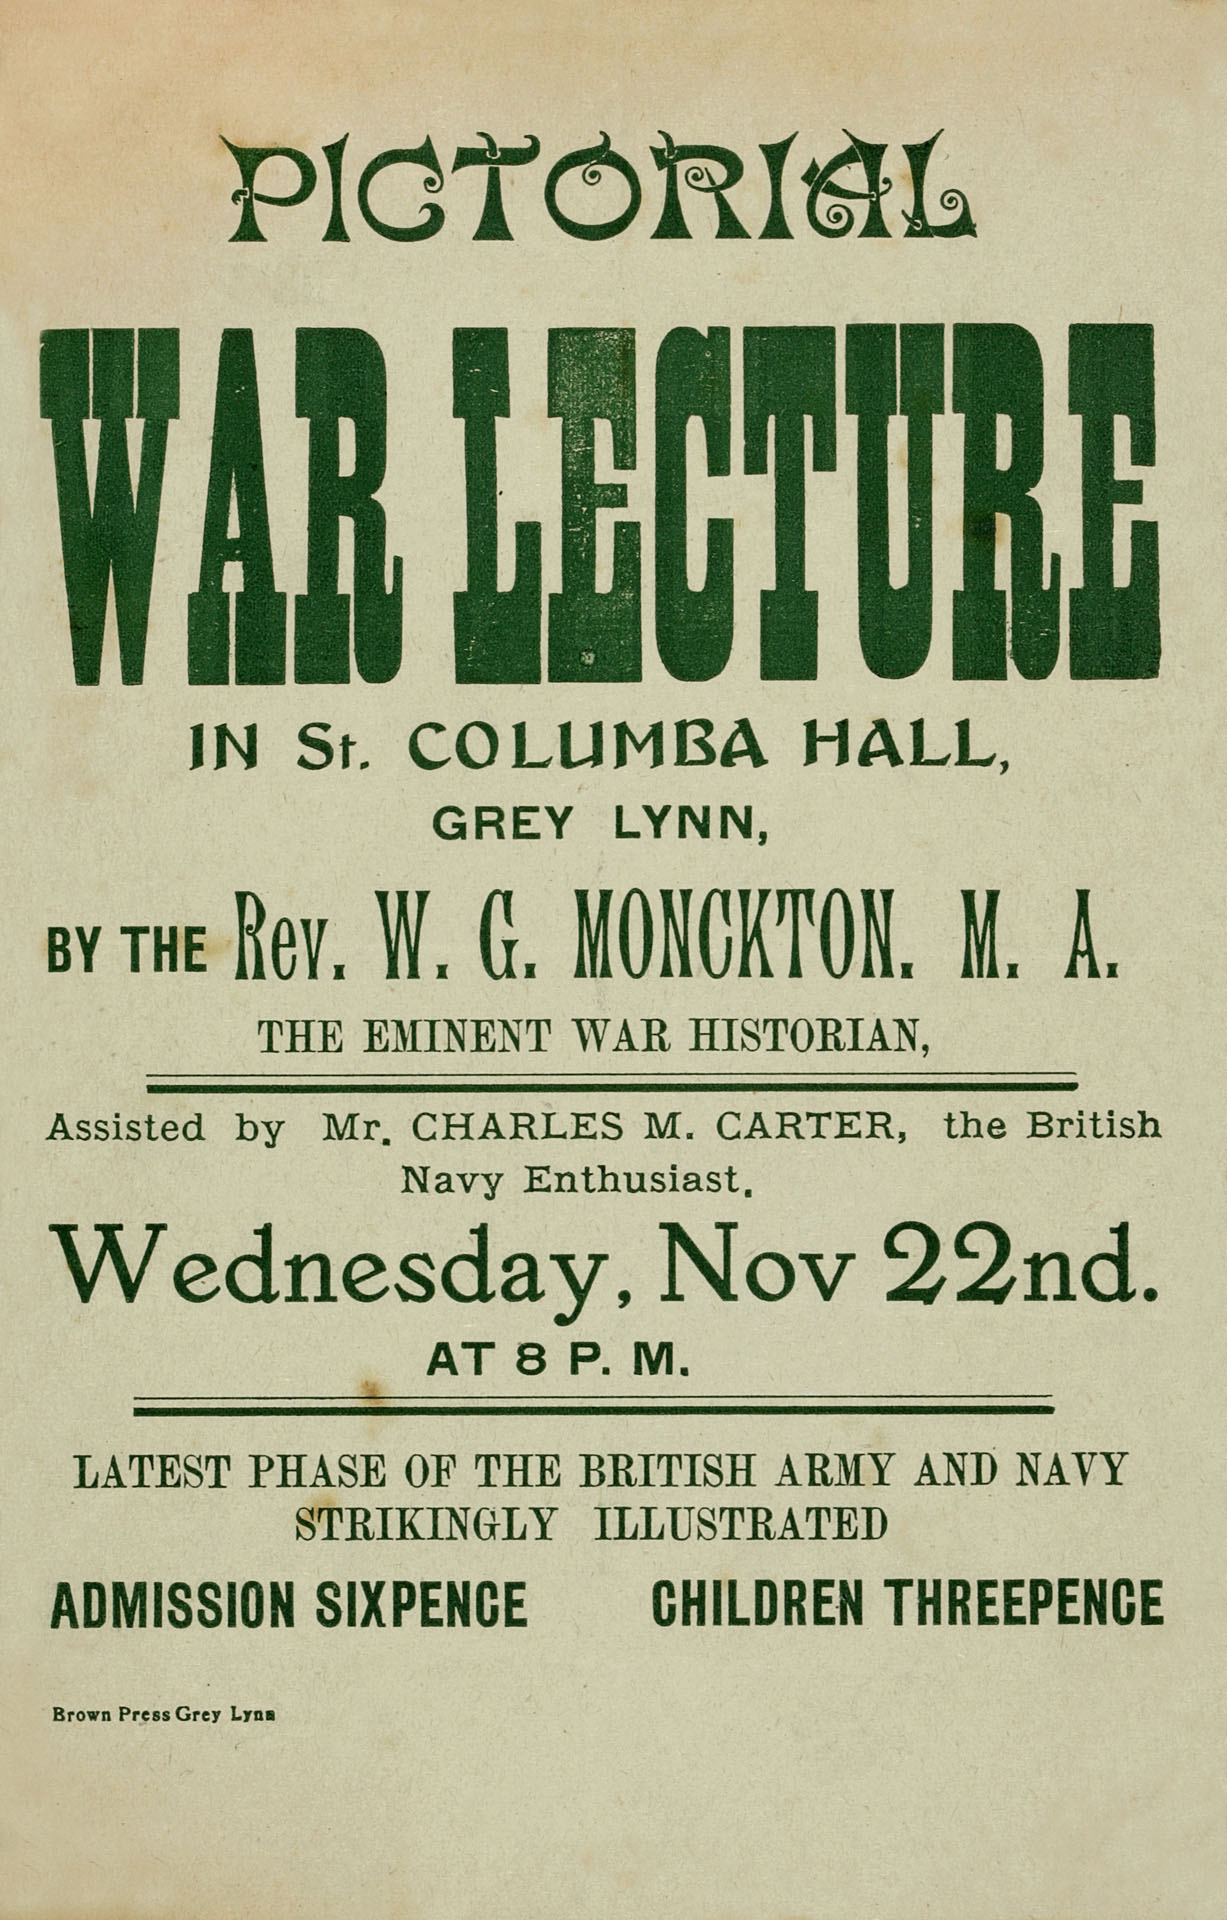 PICTORIAL
WAR LECTURE
IN St. COLUMBA HALL,
GREY LYNN,
BY THE Rev. W. G. MONCKTON. M. A.
THE EMINENT WAR HISTORIAN,
Assisted by Mr. CHARLES M. CARTER, the British
Navy Enthusiast.
Wednesday, Nov 22nd.
AT 8 P. M.
LATEST PHASE OF THE BRITISH ARMY AND NAVY
STRIKINGLY ILLUSTRATED
ADMISSION SIXPENCE CHILDREN THREEPENCE
Brown Press Grey Lynn